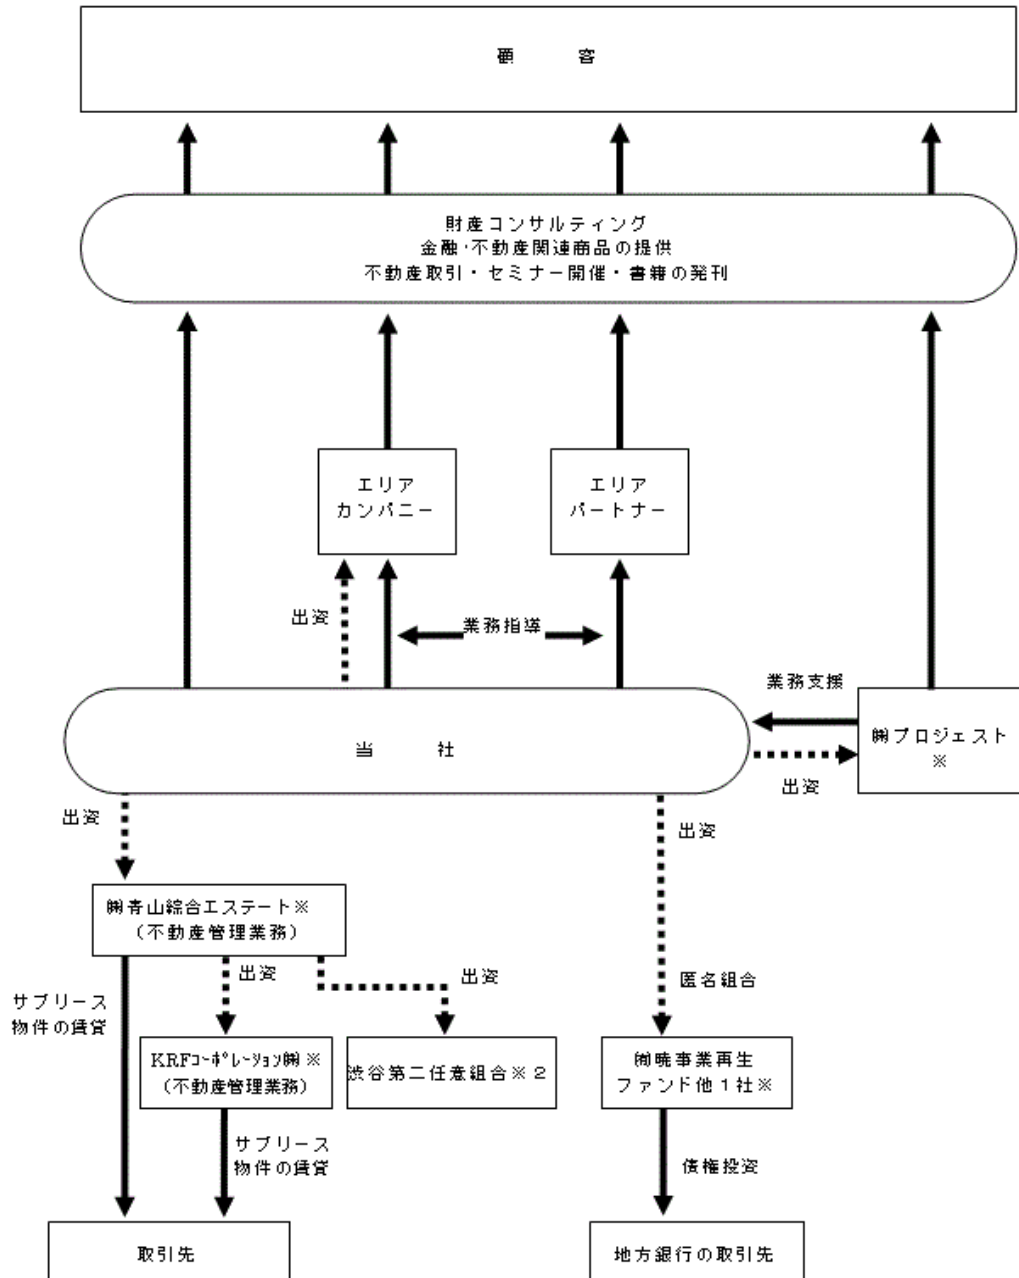 顧　客
財産コンサルティング
金融・不動産関連商品の提供
不動産取引・セミナー開催・書籍の発刊
エリア
カンパニー
エリア
パートナー
出資
業務指導
業務支援
当　社
㈱プロジェスト
※
出資
出資
出資
㈱青山綜合エステート※
（不動産管理業務）
出資
出資
匿名組合
サブリース
物件の賃貸
KRFコーポレーション㈱※
（不動産管理業務）
渋谷第二任意組合※２
㈲暁事業再生
ファンド他１社※
サブリース
物件の賃貸
債権投資
取引先
地方銀行の取引先